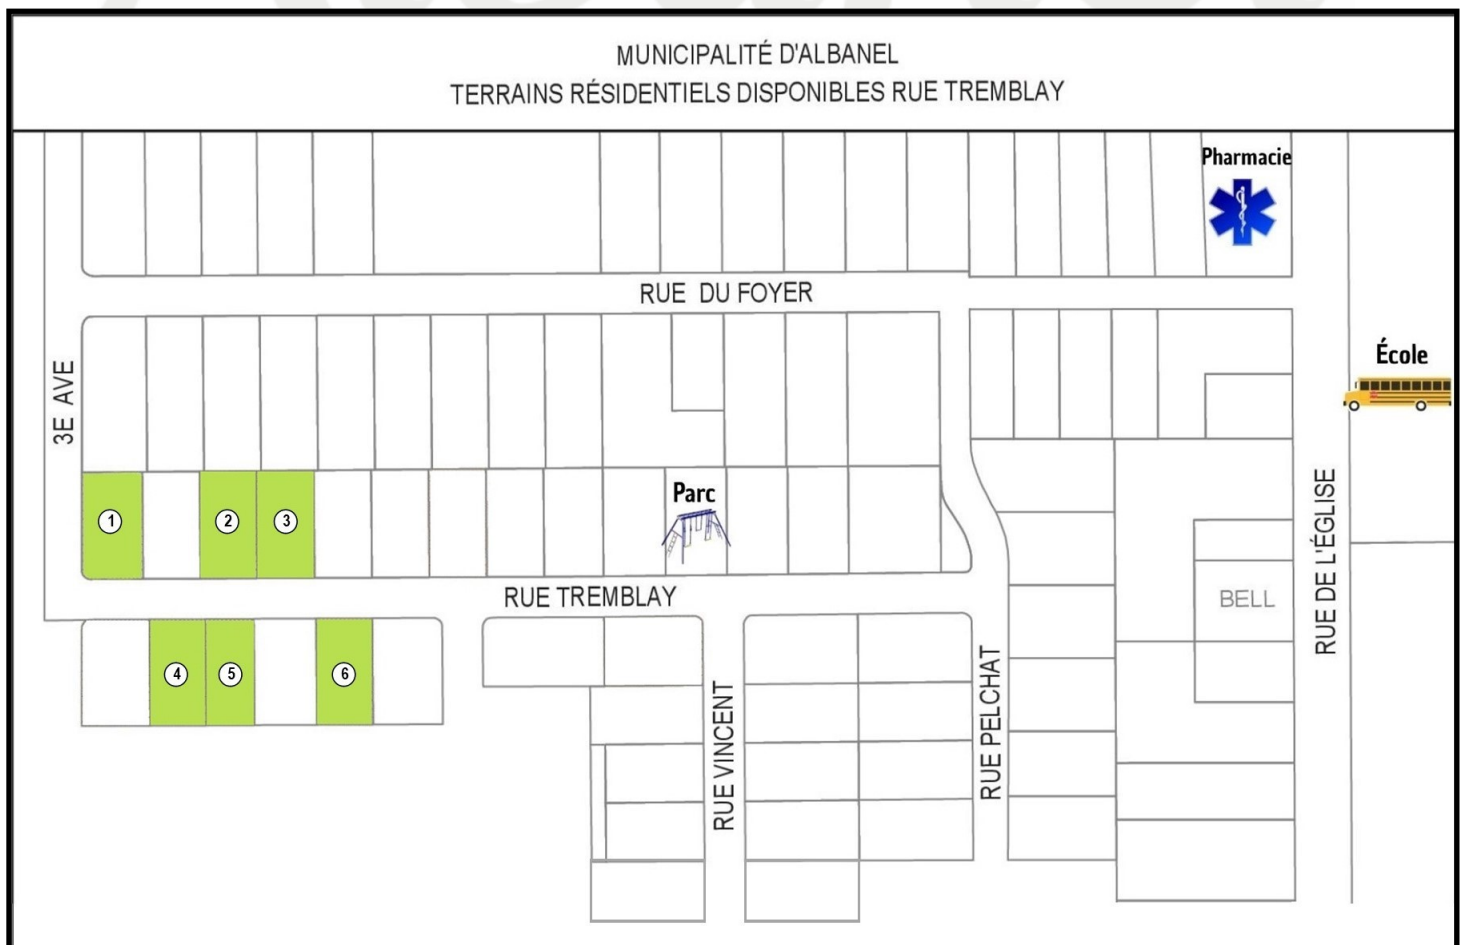 MUNICIPALITÉ D'ALBANEL
TERRAINS RÉSIDENTIELS DISPONIBLES RUE TREMBLAY
Pharmacie
RUE DU FOYER
École
3E AVE
1
2
3
Parc
RUE DE L'ÉGLISE
RUE TREMBLAY
BELL
4
5
6
RUE VINCENT
RUE PELCHAT